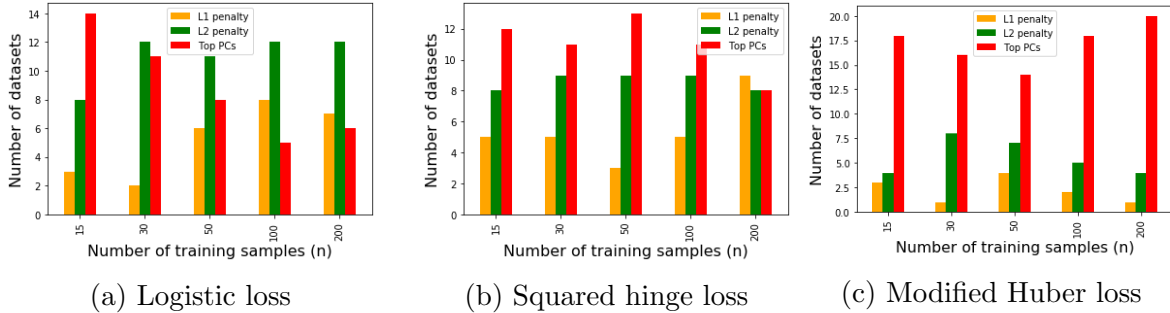 14
12
10
8
6
4
2
0
Number of datasets
L1 penalty
L2 penalty
Top PCs
15
30
50
100
200
Number of training samples (n)
(a) Logistic loss
12
10
8
6
4
2
0
Number of datasets
L1 penalty
L2 penalty
Top PCs
15
30
50
100
200
Number of training samples (n)
(b) Squared hinge loss
20.0
17.5
15.0
12.5
10.0
7.5
5.0
2.5
0.0
Number of datasets
L1 penalty
L2 penalty
Top PCs
15
30
50
100
200
Number of training samples (n)
(c) Modified Huber loss